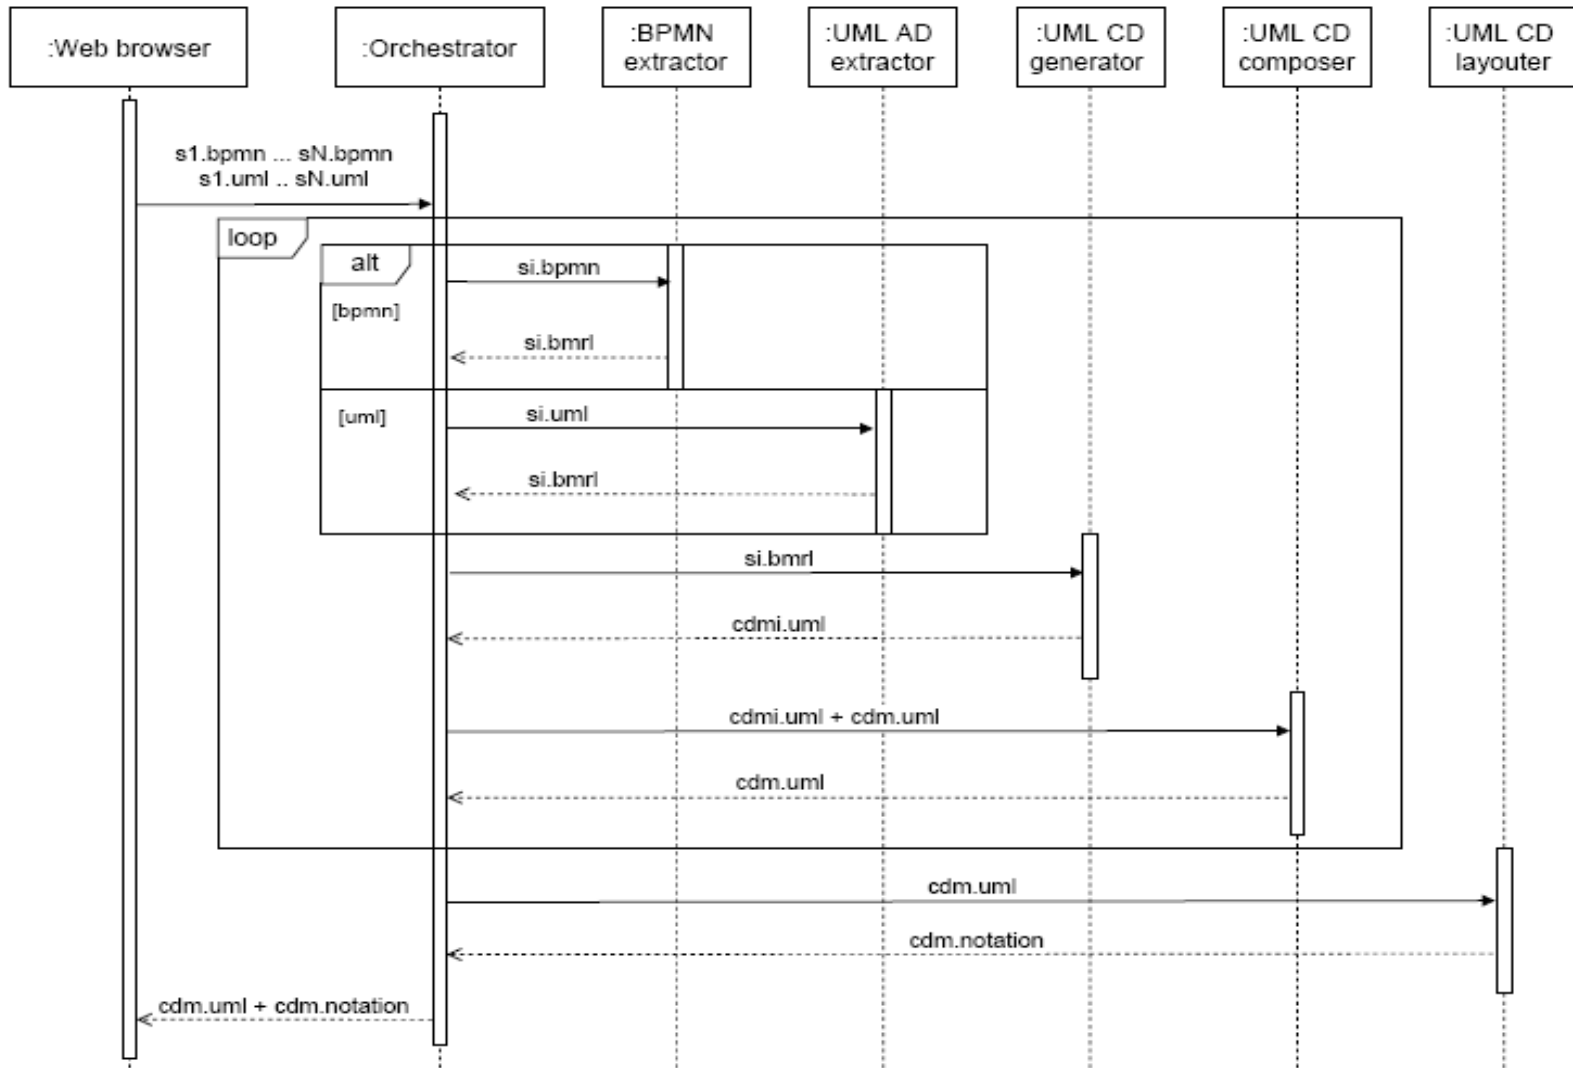 :Web browser
:Orchestrator
:BPMN
extractor
:UML AD
extractor
:UML CD
generator
:UML CD
composer
:UML CD
layouter
s1.bpmn ... sN.bpmn
s1.uml .. sN.uml
loop
alt
si.bpmn
[bpmn]
si.bmrl
[uml]
si.uml
si.bmrl
si.bmrl
cdmi.uml
cdmi.uml + cdm.uml
cdm.uml
cdm.uml
cdm.notation
cdm.uml + cdm.notation